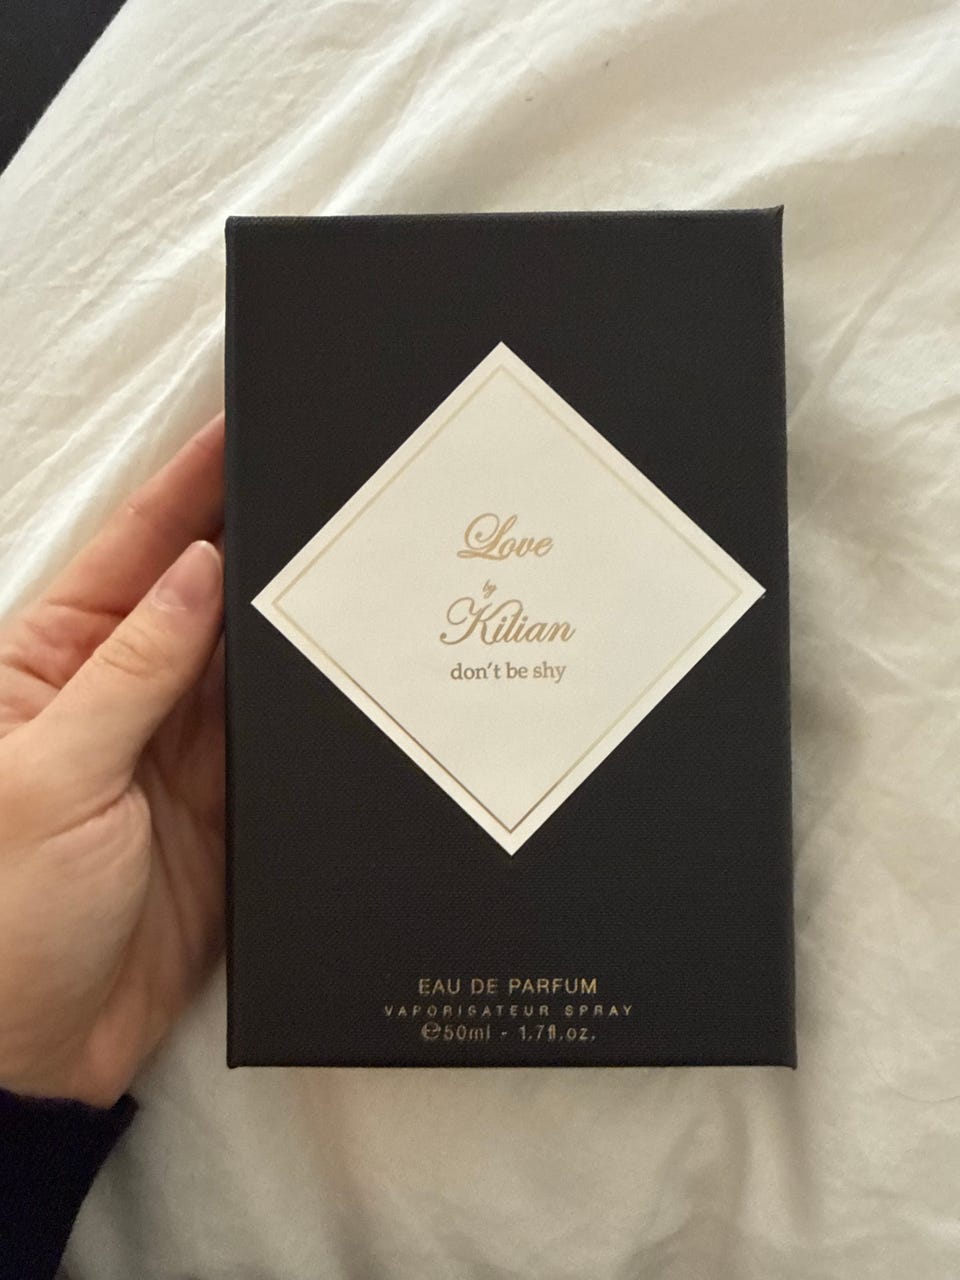 Love
by
Kilian
don't be shy
EAU DE PARFUM
VAPORISATEUR SPRAY
℮50ml - 1.7fl.oz.